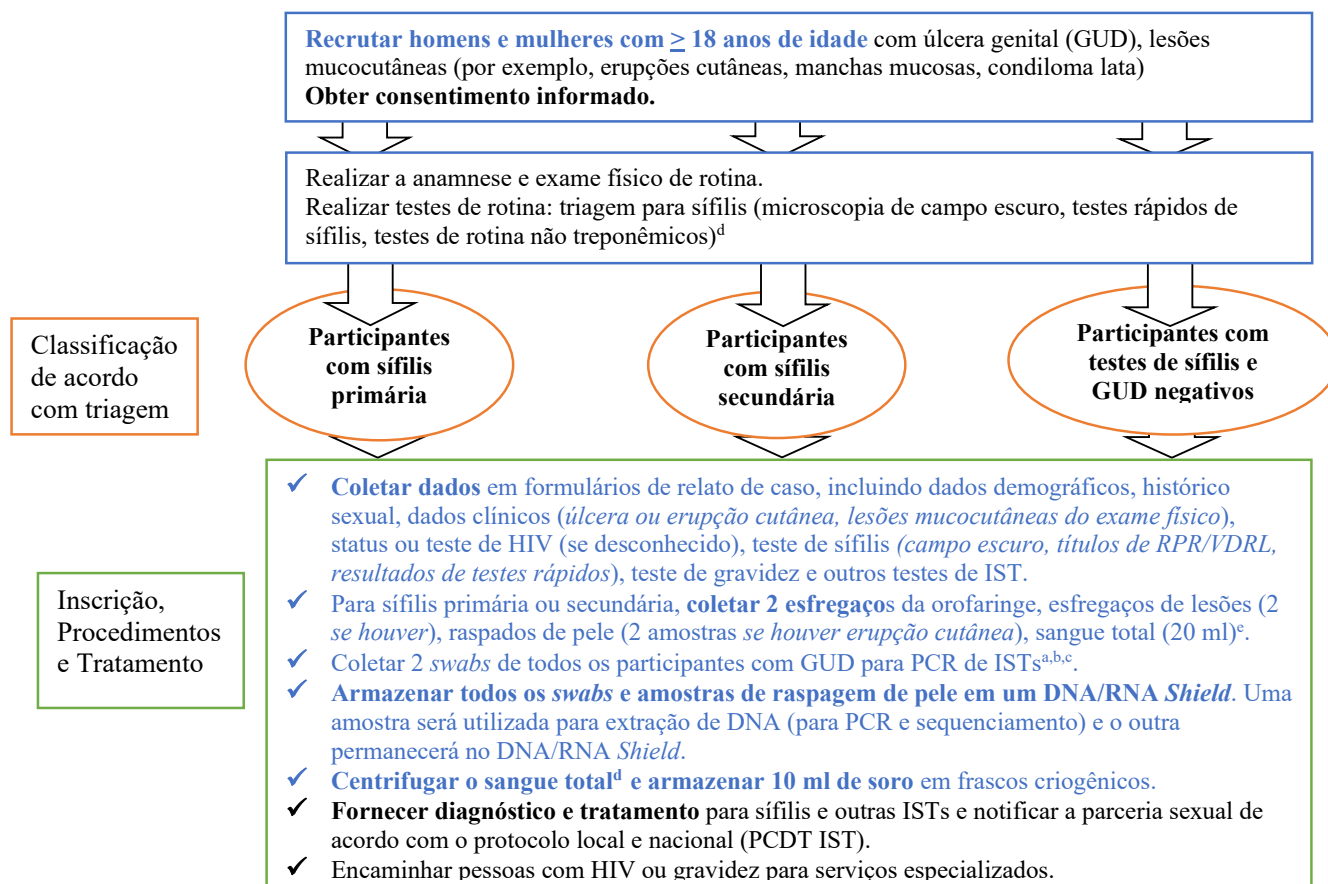 Recrutar homens e mulheres com ≥ 18 anos de idade com úlcera genital (GUD), lesões
mucocutâneas (por exemplo, erupções cutâneas, manchas mucosas, condiloma lata)
Obter consentimento informado.
Realizar a anamnese e exame físico de rotina.
Realizar testes de rotina: triagem para sífilis (microscopia de campo escuro, testes rápidos de
sífilis, testes de rotina não treponêmicos)ᵈ
Classificação
de acordo
com triagem
Participantes
com sífilis
primária
Participantes
com sífilis
secundária
Participantes com
testes de sífilis e
GUD negativos
Inscrição,
Procedimentos
e Tratamento
✓ Coletar dados em formulários de relato de caso, incluindo dados demográficos, histórico
sexual, dados clínicos (úlcera ou erupção cutânea, lesões mucocutâneas do exame físico),
status ou teste de HIV (se desconhecido), teste de sífilis (campo escuro, títulos de RPR/VDRL,
resultados de testes rápidos), teste de gravidez e outros testes de IST.
✓ Para sífilis primária ou secundária, coletar 2 esfregaços da orofaringe, esfregaços de lesões (2
se houver), raspados de pele (2 amostras se houver erupção cutânea), sangue total (20 ml)ᵉ.
✓ Coletar 2 swabs de todos os participantes com GUD para PCR de ISTsᵃ,ᵇ,ᶜ.
✓ Armazenar todos os swabs e amostras de raspagem de pele em um DNA/RNA Shield. Uma
amostra será utilizada para extração de DNA (para PCR e sequenciamento) e o outra
permanecerá no DNA/RNA Shield.
✓ Centrifugar o sangue totalᵈ e armazenar 10 ml de soro em frascos criogênicos.
✓ Fornecer diagnóstico e tratamento para sífilis e outras ISTs e notificar a parceria sexual de
acordo com o protocolo local e nacional (PCDT IST).
✓ Encaminhar pessoas com HIV ou gravidez para serviços especializados.